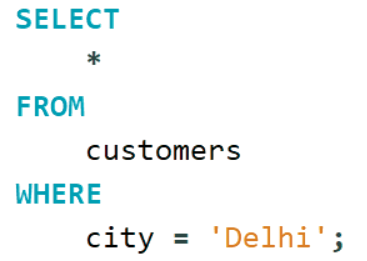 SELECT
    *
FROM
    customers
WHERE
    city = 'Delhi';